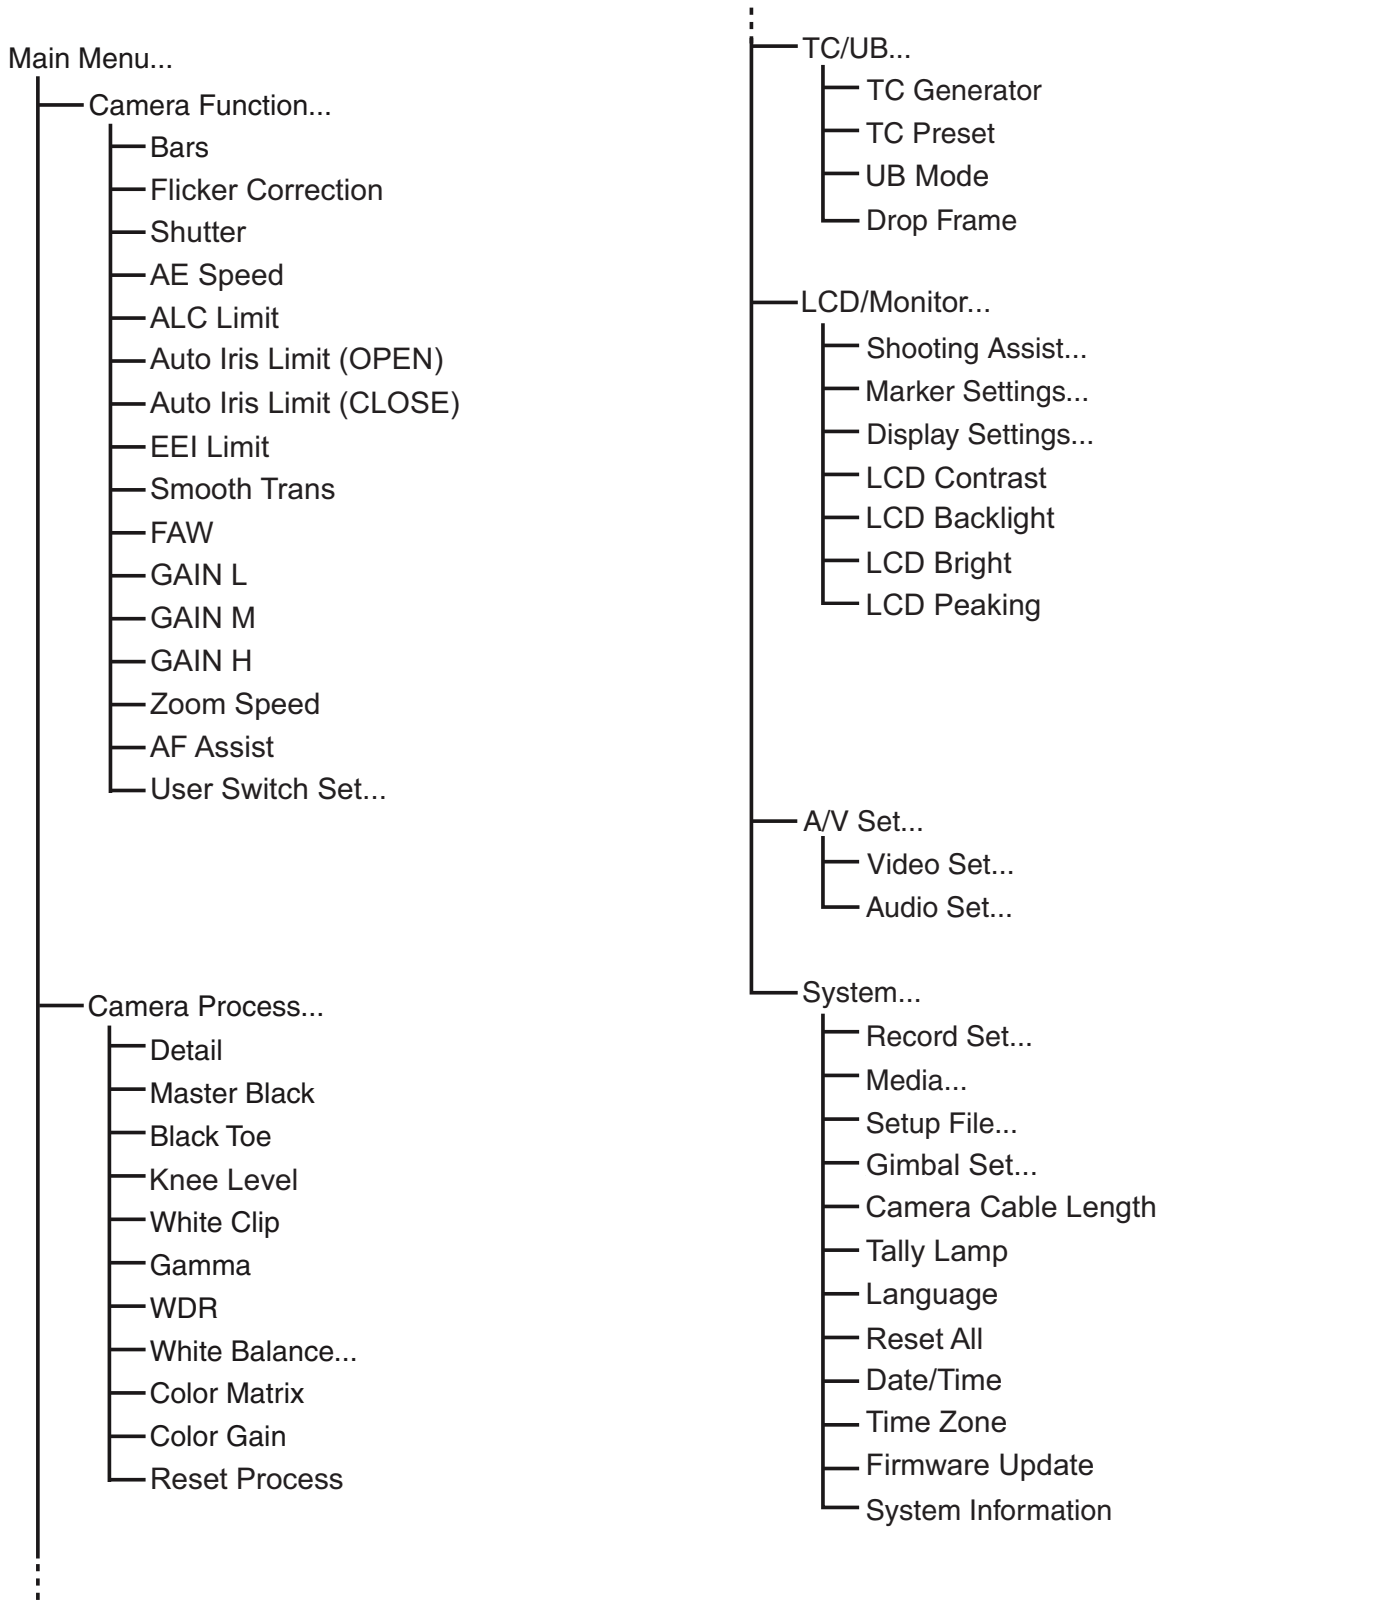 Main Menu...
Camera Function...
Bars
Flicker Correction
Shutter
AE Speed
ALC Limit
Auto Iris Limit (OPEN)
Auto Iris Limit (CLOSE)
EEI Limit
Smooth Trans
FAW
GAIN L
GAIN M
GAIN H
Zoom Speed
AF Assist
User Switch Set...
Camera Process...
Detail
Master Black
Black Toe
Knee Level
White Clip
Gamma
WDR
White Balance...
Color Matrix
Color Gain
Reset Process
TC/UB...
TC Generator
TC Preset
UB Mode
Drop Frame
LCD/Monitor...
Shooting Assist...
Marker Settings...
Display Settings...
LCD Contrast
LCD Backlight
LCD Bright
LCD Peaking
A/V Set...
Video Set...
Audio Set...
System...
Record Set...
Media...
Setup File...
Gimbal Set...
Camera Cable Length
Tally Lamp
Language
Reset All
Date/Time
Time Zone
Firmware Update
System Information